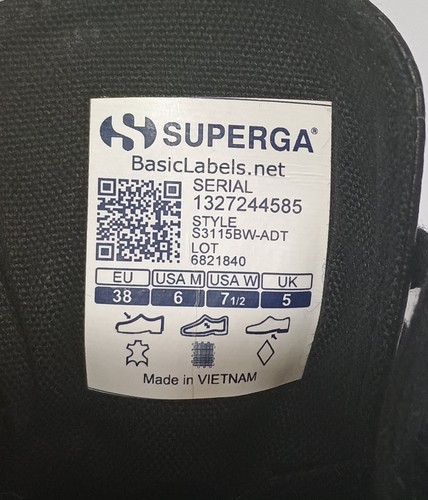 SUPERGA®
BasicLabels.net
SERIAL
1327244585
STYLE
S3115BW-ADT
LOT
6821840
EU USA M USA W UK
38 6 7 1/2 5
Made in VIETNAM